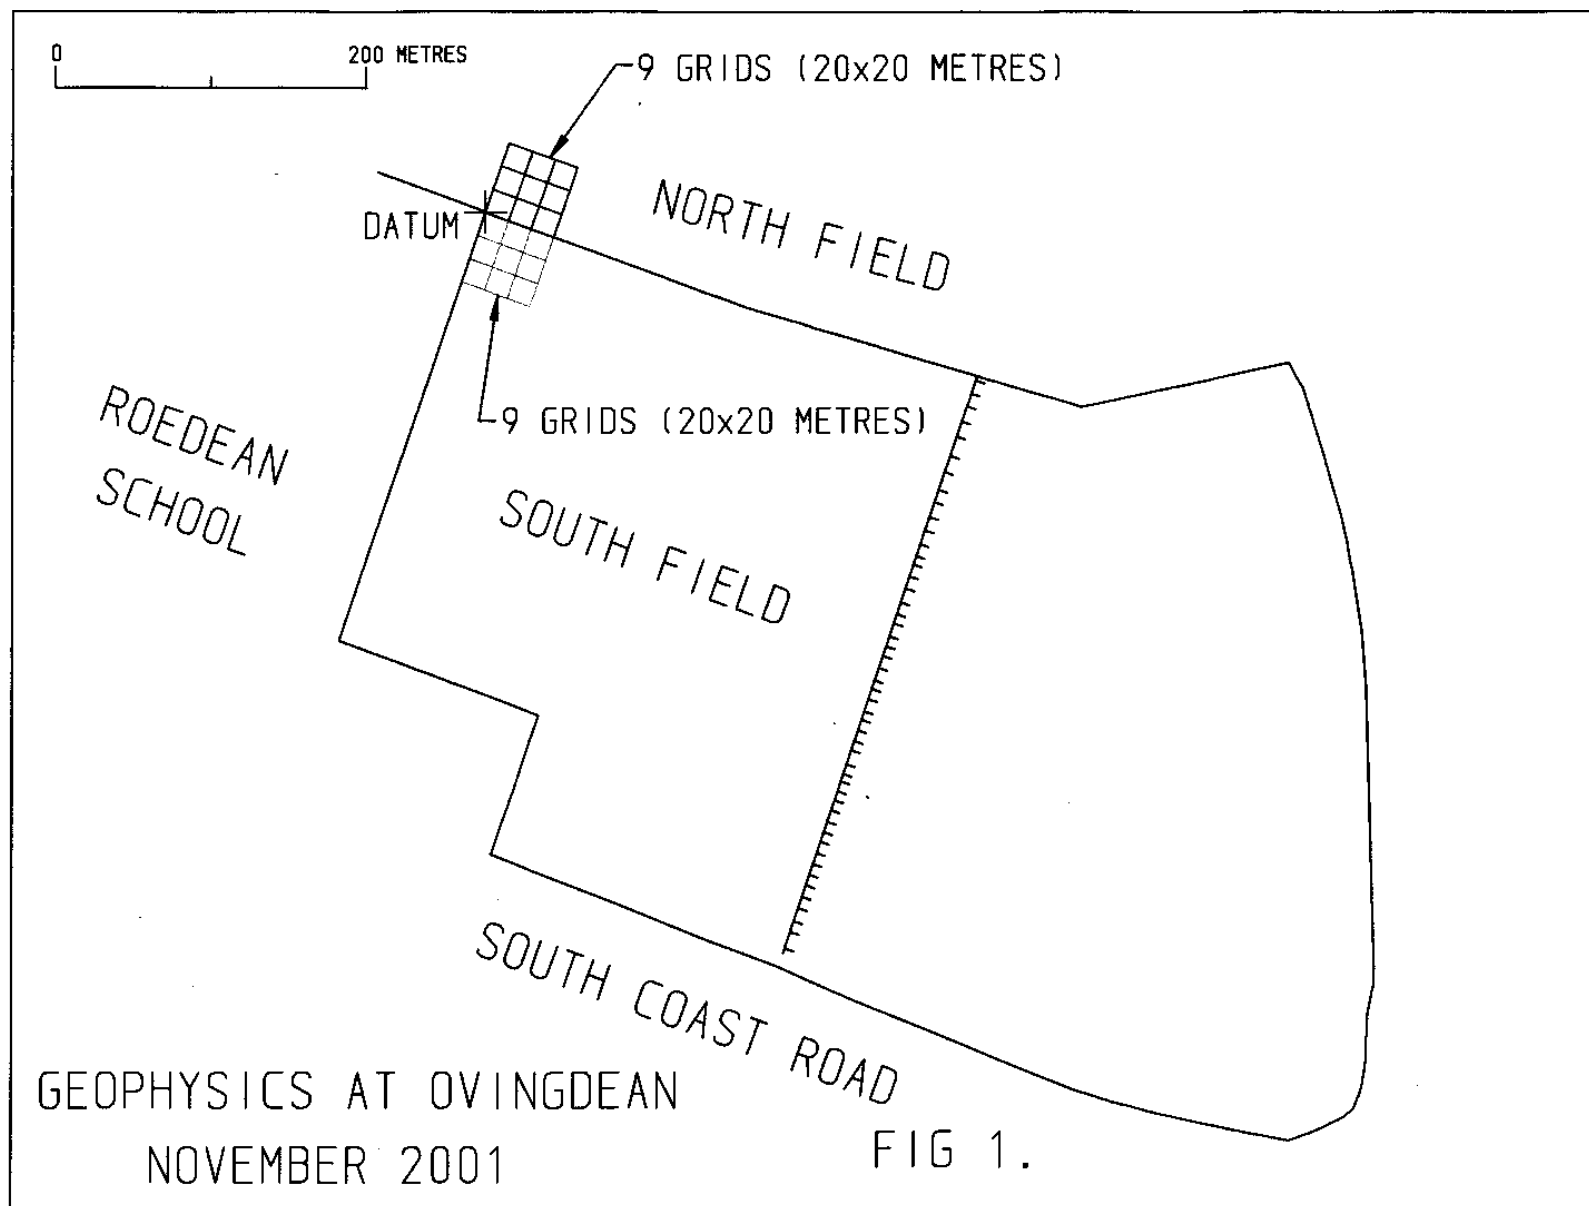 0
200 METRES
9 GRIDS (20x20 METRES)
NORTH FIELD
DATUM
9 GRIDS (20x20 METRES)
ROEDEAN
SCHOOL
SOUTH FIELD
SOUTH COAST ROAD
GEOPHYSICS AT OVINGDEAN
NOVEMBER 2001
FIG 1.